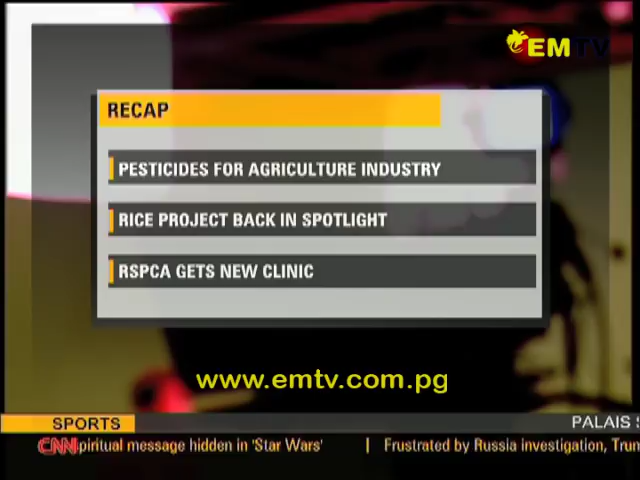 EMTV
RECAP
PESTICIDES FOR AGRICULTURE INDUSTRY
RICE PROJECT BACK IN SPOTLIGHT
RSPCA GETS NEW CLINIC
www.emtv.com.pg
SPORTS
PALAIS
CNN piritual message hidden in 'Star Wars' | Frustrated by Russia investigation, Trum